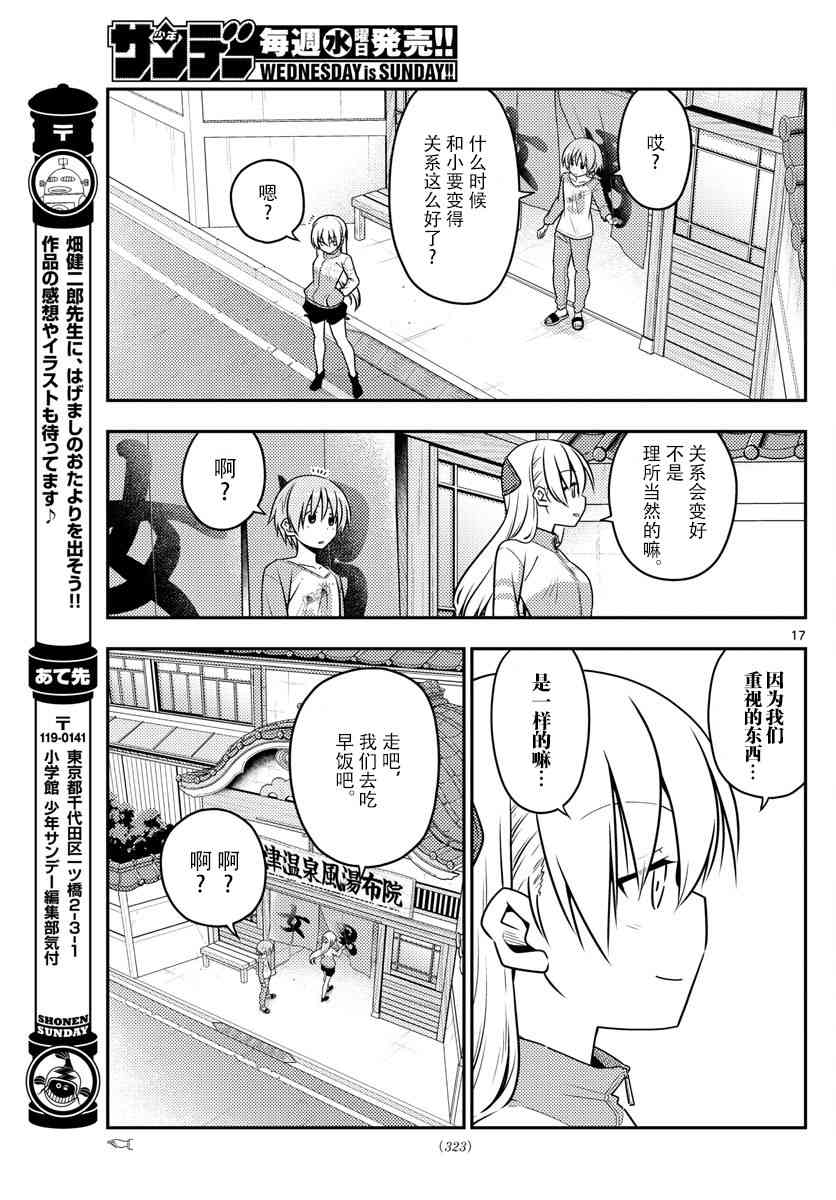 少年サンデー
毎週水曜日発売!!
WEDNESDAY is SUNDAY!!
哎?
什么时候
和小要变得
关系这么好了?
嗯?
关系会变好
不是
理所当然的嘛。
啊?
17
因为我们
重视的东西…
是一样的嘛…
走吧,
我们去吃
早饭吧。
啊?
啊?
津温泉風湯布院
女
〒
畑健二郎先生に、はげましのおたよりを出そう!!
作品の感想やイラストも待ってます♪
あて先
〒
119-0141
東京都千代田区一ツ橋2-3-1
小学館 少年サンデー編集部気付
SHONEN
SUNDAY
(323)